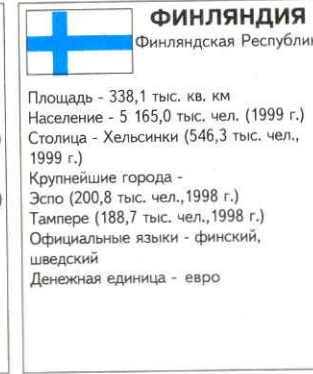 ФИНЛЯНДИЯ
Финляндская Республик
Площадь - 338,1 тыс. кв. км
Население - 5 165,0 тыс. чел. (1999 г.)
Столица - Хельсинки (546,3 тыс. чел.,
1999 г.)
Крупнейшие города -
Эспо (200,8 тыс. чел.,1998 г.)
Тампере (188,7 тыс. чел.,1998 г.)
Официальные языки - финский,
шведский
Денежная единица - евро